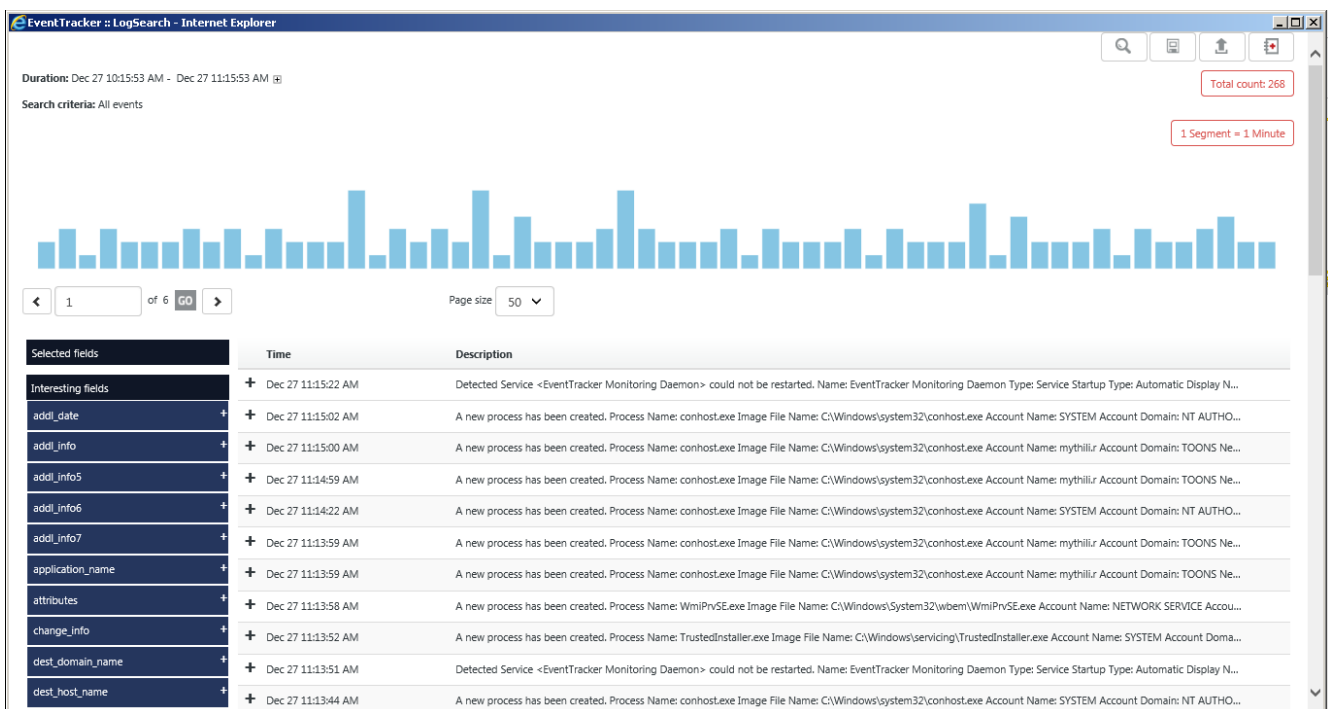 EventTracker :: LogSearch - Internet Explorer
Duration: Dec 27 10:15:53 AM - Dec 27 11:15:53 AM
Total count: 268
Search criteria: All events
1 Segment = 1 Minute
1 of 6 GO Page size 50
Selected fields Time Description
Interesting fields
Dec 27 11:15:22 AM Detected Service <EventTracker Monitoring Daemon> could not be restarted. Name: EventTracker Monitoring Daemon Type: Service Startup Type: Automatic Display N...
addl_date + Dec 27 11:15:02 AM A new process has been created. Process Name: conhost.exe Image File Name: C:\Windows\system32\conhost.exe Account Name: SYSTEM Account Domain: NT AUTHO...
addl_info + Dec 27 11:15:00 AM A new process has been created. Process Name: conhost.exe Image File Name: C:\Windows\system32\conhost.exe Account Name: mythili.r Account Domain: TOONS Ne...
addl_info5 + Dec 27 11:14:59 AM A new process has been created. Process Name: conhost.exe Image File Name: C:\Windows\system32\conhost.exe Account Name: mythili.r Account Domain: TOONS Ne...
addl_info6 + Dec 27 11:14:22 AM A new process has been created. Process Name: conhost.exe Image File Name: C:\Windows\system32\conhost.exe Account Name: SYSTEM Account Domain: NT AUTHO...
addl_info7 + Dec 27 11:13:59 AM A new process has been created. Process Name: conhost.exe Image File Name: C:\Windows\system32\conhost.exe Account Name: mythili.r Account Domain: TOONS Ne...
application_name + Dec 27 11:13:59 AM A new process has been created. Process Name: conhost.exe Image File Name: C:\Windows\system32\conhost.exe Account Name: mythili.r Account Domain: TOONS Ne...
attributes + Dec 27 11:13:58 AM A new process has been created. Process Name: WmiPrvSE.exe Image File Name: C:\Windows\System32\wbem\WmiPrvSE.exe Account Name: NETWORK SERVICE Accou...
change_info + Dec 27 11:13:52 AM A new process has been created. Process Name: TrustedInstaller.exe Image File Name: C:\Windows\servicing\TrustedInstaller.exe Account Name: SYSTEM Account Doma...
dest_domain_name + Dec 27 11:13:51 AM Detected Service <EventTracker Monitoring Daemon> could not be restarted. Name: EventTracker Monitoring Daemon Type: Service Startup Type: Automatic Display N...
dest_host_name + Dec 27 11:13:44 AM A new process has been created. Process Name: conhost.exe Image File Name: C:\Windows\system32\conhost.exe Account Name: SYSTEM Account Domain: NT AUTHO...